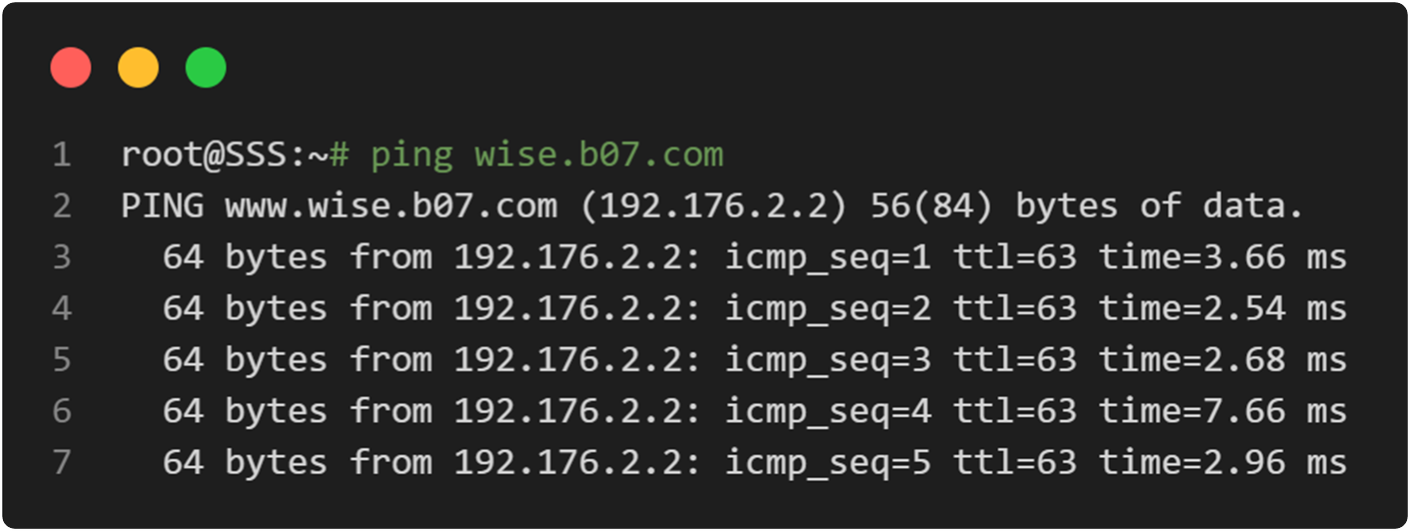 1 root@SSS:~# ping wise.b07.com
2 PING www.wise.b07.com (192.176.2.2) 56(84) bytes of data.
3 64 bytes from 192.176.2.2: icmp_seq=1 ttl=63 time=3.66 ms
4 64 bytes from 192.176.2.2: icmp_seq=2 ttl=63 time=2.54 ms
5 64 bytes from 192.176.2.2: icmp_seq=3 ttl=63 time=2.68 ms
6 64 bytes from 192.176.2.2: icmp_seq=4 ttl=63 time=7.66 ms
7 64 bytes from 192.176.2.2: icmp_seq=5 ttl=63 time=2.96 ms